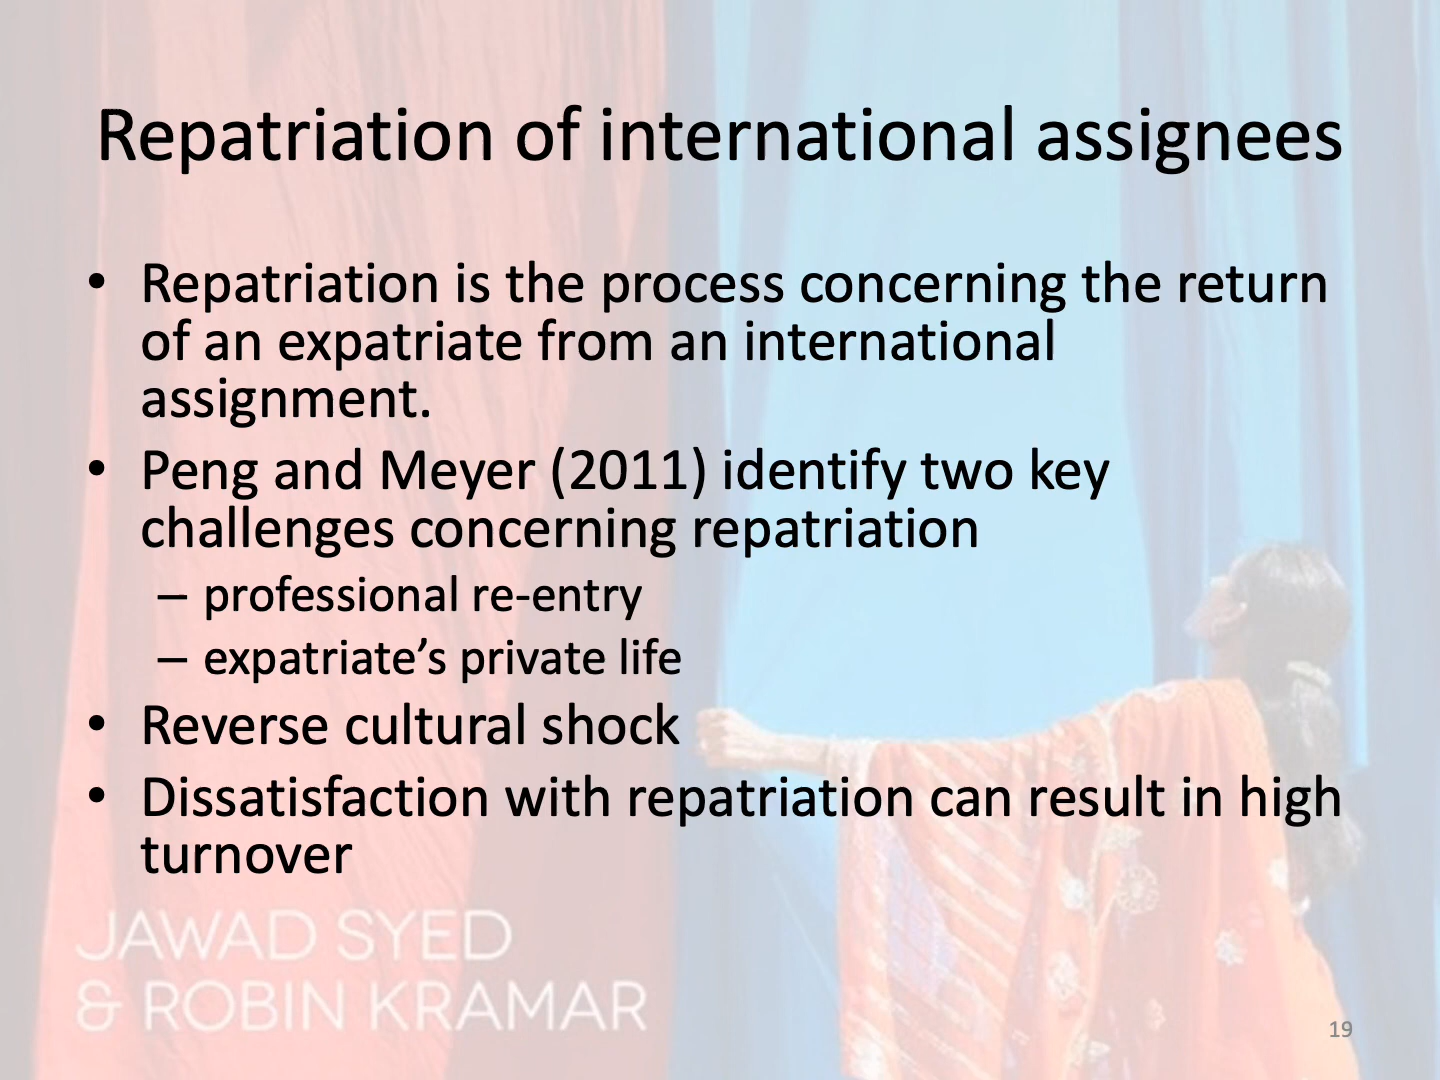 Repatriation of international assignees
• Repatriation is the process concerning the return
of an expatriate from an international
assignment.
• Peng and Meyer (2011) identify two key
challenges concerning repatriation
– professional re-entry
– expatriate’s private life
• Reverse cultural shock
• Dissatisfaction with repatriation can result in high
turnover
JAWAD SYED
& ROBIN KRAMAR
19